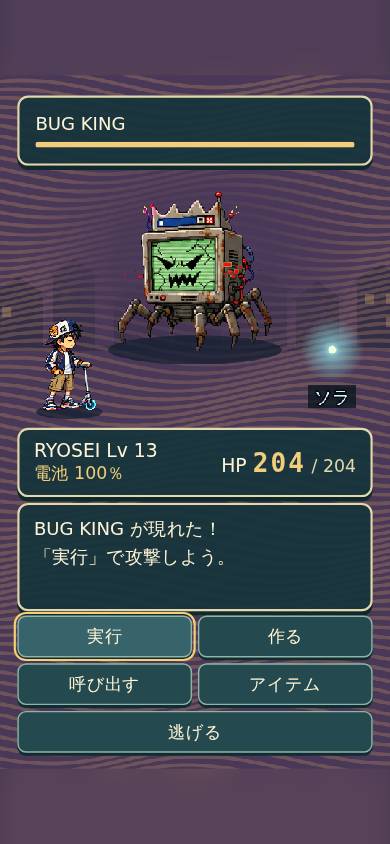 BUG KING
ソラ
RYOSEI Lv 13
電池 100％
HP 204 / 204
BUG KING が現れた！
「実行」で攻撃しよう。
実行
作る
呼び出す
アイテム
逃げる